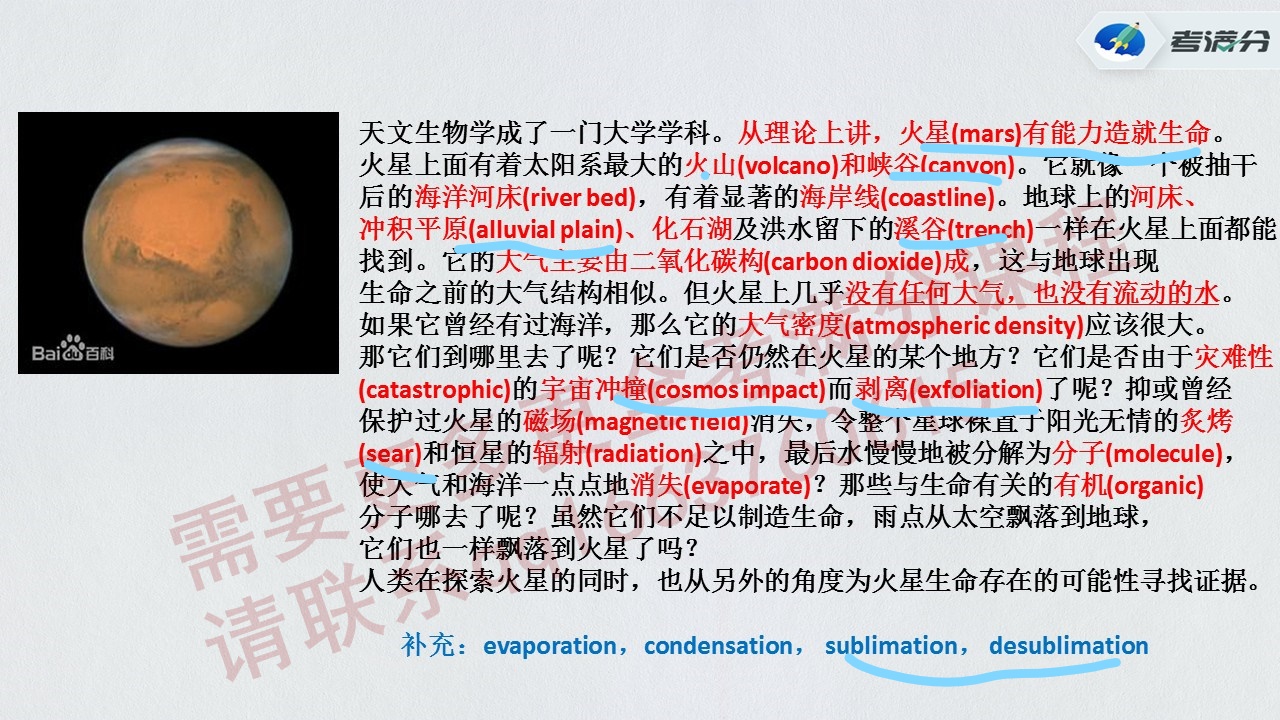 考满分
天文生物学成了一门大学学科。从理论上讲，火星(mars)有能力造就生命。
火星上面有着太阳系最大的火山(volcano)和峡谷(canyon)。它就像一个被抽干
后的海洋河床(river bed)，有着显著的海岸线(coastline)。地球上的河床、
冲积平原(alluvial plain)、化石湖及洪水留下的溪谷(trench)一样在火星上面都能
找到。它的大气主要由二氧化碳构(carbon dioxide)成，这与地球出现
生命之前的大气结构相似。但火星上几乎没有任何大气，也没有流动的水。
如果它曾经有过海洋，那么它的大气密度(atmospheric density)应该很大。
那它们到哪里去了呢？它们是否仍然在火星的某个地方？它们是否由于灾难性
(catastrophic)的宇宙冲撞(cosmos impact)而剥离(exfoliation)了呢？抑或曾经
保护过火星的磁场(magnetic field)消失，令整个星球裸置于阳光无情的炙烤
(sear)和恒星的辐射(radiation)之中，最后水慢慢地被分解为分子(molecule)，
使大气和海洋一点点地消失(evaporate)？那些与生命有关的有机(organic)
分子哪去了呢？虽然它们不足以制造生命，雨点从太空飘落到地球，
它们也一样飘落到火星了吗？
人类在探索火星的同时，也从另外的角度为火星生命存在的可能性寻找证据。
Baidu百科
补充：evaporation，condensation， sublimation， desublimation